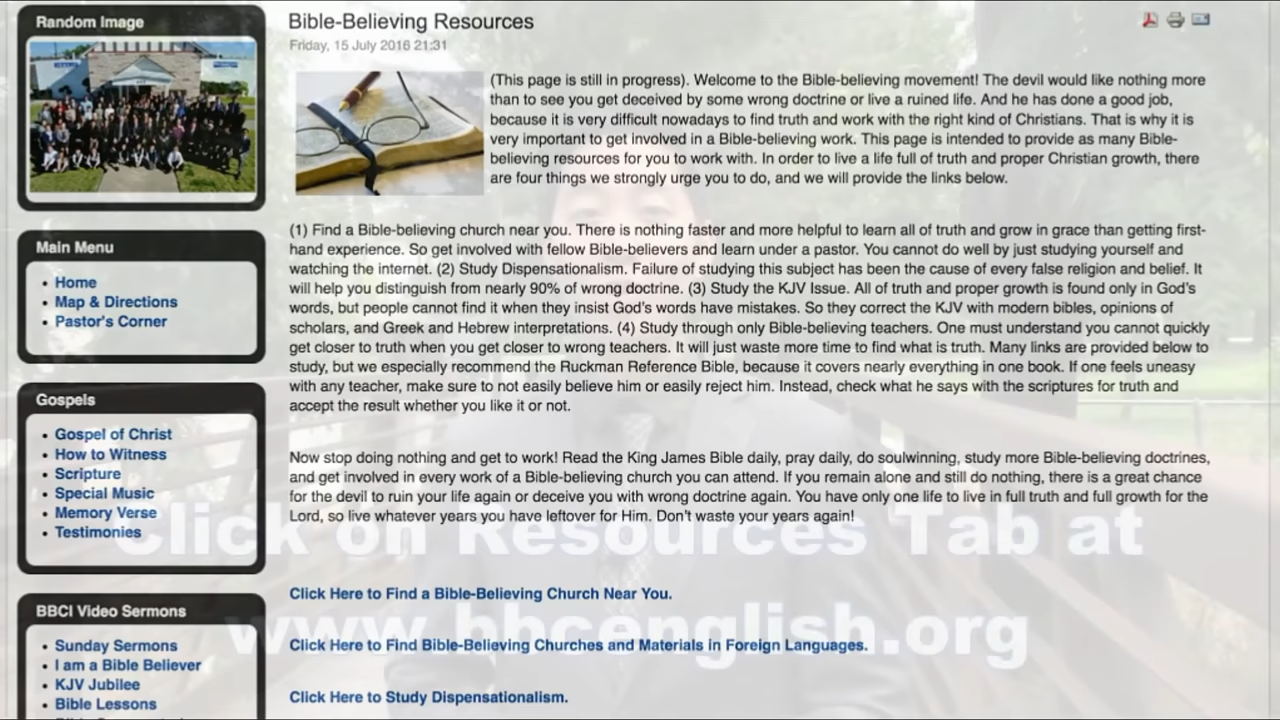 Random Image
Main Menu
Home
Map & Directions
Pastor's Corner
Gospels
Gospel of Christ
How to Witness
Scripture
Special Music
Memory Verse
Testimonies
BBCI Video Sermons
Sunday Sermons
I am a Bible Believer
KJV Jubilee
Bible Lessons
Bible-Believing Resources
Friday, 15 July 2016 21:31
(This page is still in progress). Welcome to the Bible-believing movement! The devil would like nothing more
than to see you get deceived by some wrong doctrine or live a ruined life. And he has done a good job,
because it is very difficult nowadays to find truth and work with the right kind of Christians. That is why it is
very important to get involved in a Bible-believing work. This page is intended to provide as many Bible-
believing resources for you to work with. In order to live a life full of truth and proper Christian growth, there
are four things we strongly urge you to do, and we will provide the links below.
(1) Find a Bible-believing church near you. There is nothing faster and more helpful to learn all of truth and grow in grace than getting first-
hand experience. So get involved with fellow Bible-believers and learn under a pastor. You cannot do well by just studying yourself and
watching the internet. (2) Study Dispensationalism. Failure of studying this subject has been the cause of every false religion and belief. It
will help you distinguish from nearly 90% of wrong doctrine. (3) Study the KJV Issue. All of truth and proper growth is found only in God's
words, but people cannot find it when they insist God's words have mistakes. So they correct the KJV with modern bibles, opinions of
scholars, and Greek and Hebrew interpretations. (4) Study through only Bible-believing teachers. One must understand you cannot quickly
get closer to truth when you get closer to wrong teachers. It will just waste more time to find what is truth. Many links are provided below to
study, but we especially recommend the Ruckman Reference Bible, because it covers nearly everything in one book. If one feels uneasy
with any teacher, make sure to not easily believe him or easily reject him. Instead, check what he says with the scriptures for truth and
accept the result whether you like it or not.
Now stop doing nothing and get to work! Read the King James Bible daily, pray daily, do soulwinning, study more Bible-believing doctrines,
and get involved in every work of a Bible-believing church you can attend. If you remain alone and still do nothing, there is a great chance
for the devil to ruin your life again or deceive you with wrong doctrine again. You have only one life to live in full truth and full growth for the
Lord, so live whatever years you have leftover for Him. Don't waste your years again!
Click on Resources Tab at
www.bbcenglish.org
Click Here to Find a Bible-Believing Church Near You.
Click Here to Find Bible-Believing Churches and Materials in Foreign Languages.
Click Here to Study Dispensationalism.